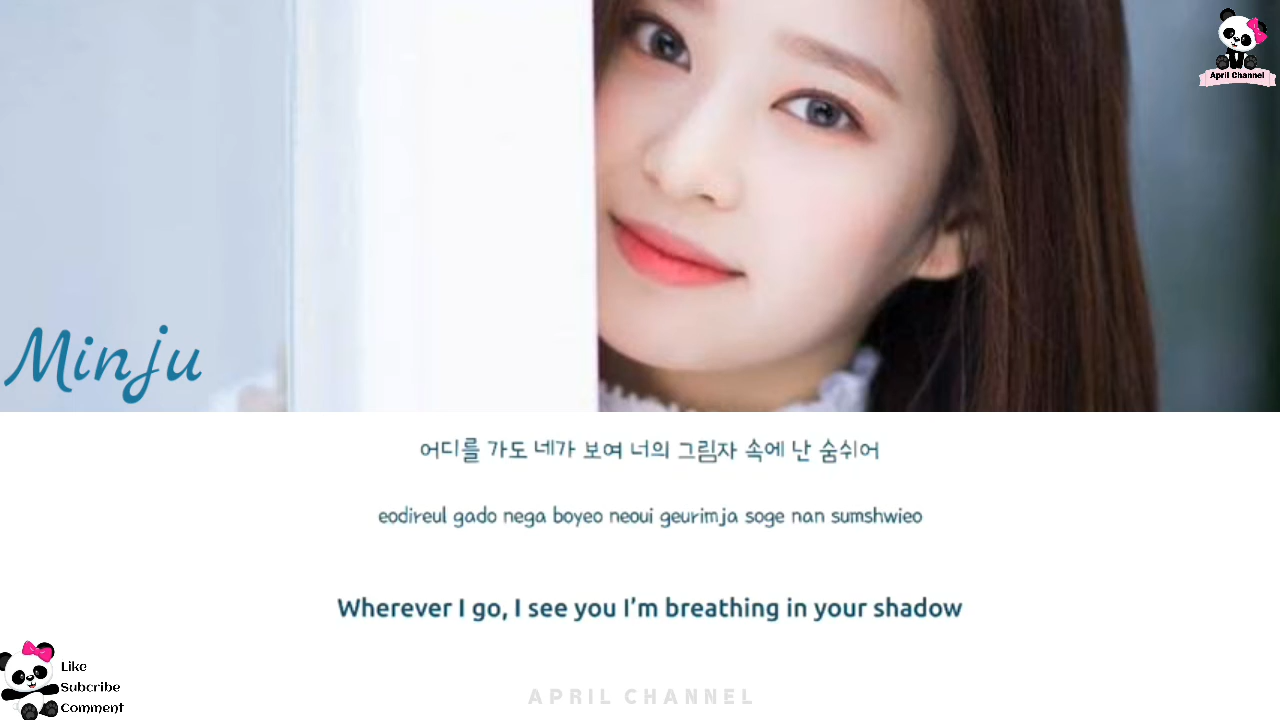 April Channel
Minju
어디를 가도 네가 보여 너의 그림자 속에 난 숨쉬어
eodireul gado nega boyeo neoui geurimja soge nan sumshwieo
Wherever I go, I see you I'm breathing in your shadow
Like
Subcribe
Comment
APRIL CHANNEL